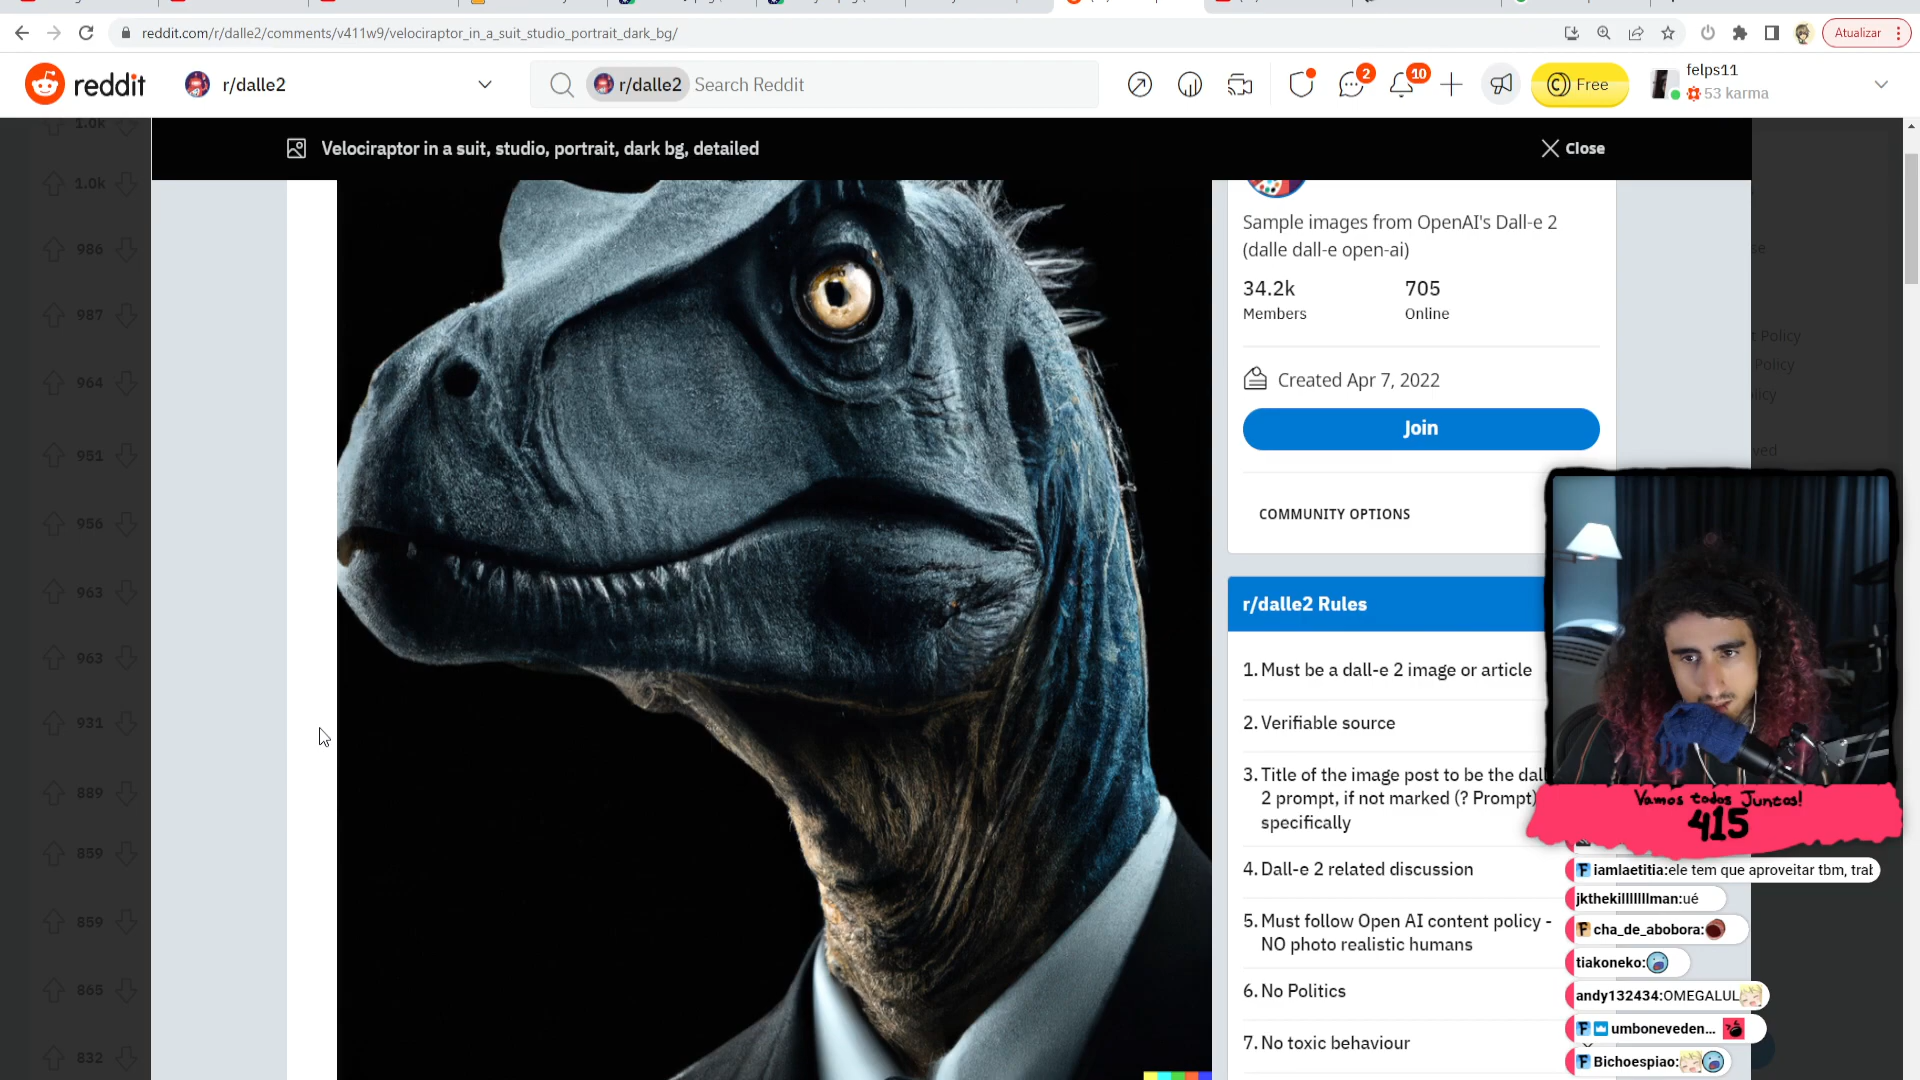 reddit.com/r/dalle2/comments/v411w9/velociraptor_in_a_suit_studio_portrait_dark_bg/
Atualizar
reddit
r/dalle2
r/dalle2 Search Reddit
2
10
Free
felps11
53 karma
Velociraptor in a suit, studio, portrait, dark bg, detailed
Close
1.0k
1.0k
986
987
964
951
956
963
963
931
889
859
859
865
832
Sample images from OpenAI's Dall-e 2
(dalle dall-e open-ai)
34.2k
Members
705
Online
Created Apr 7, 2022
Join
COMMUNITY OPTIONS
t Policy
Policy
r/dalle2 Rules
1. Must be a dall-e 2 image or article
2. Verifiable source
3. Title of the image post to be the dal
2 prompt, if not marked (? Prompt)
specifically
4. Dall-e 2 related discussion
5. Must follow Open AI content policy -
NO photo realistic humans
6. No Politics
7. No toxic behaviour
Vamos todos Juntos!
415
iamlaetitia:ele tem que aproveitar tbm, tral
jkthekillllllllman:ué
cha_de_abobora:
tiakoneko:
andy132434:OMEGALUL
umboneveden...
Bichoespiao: